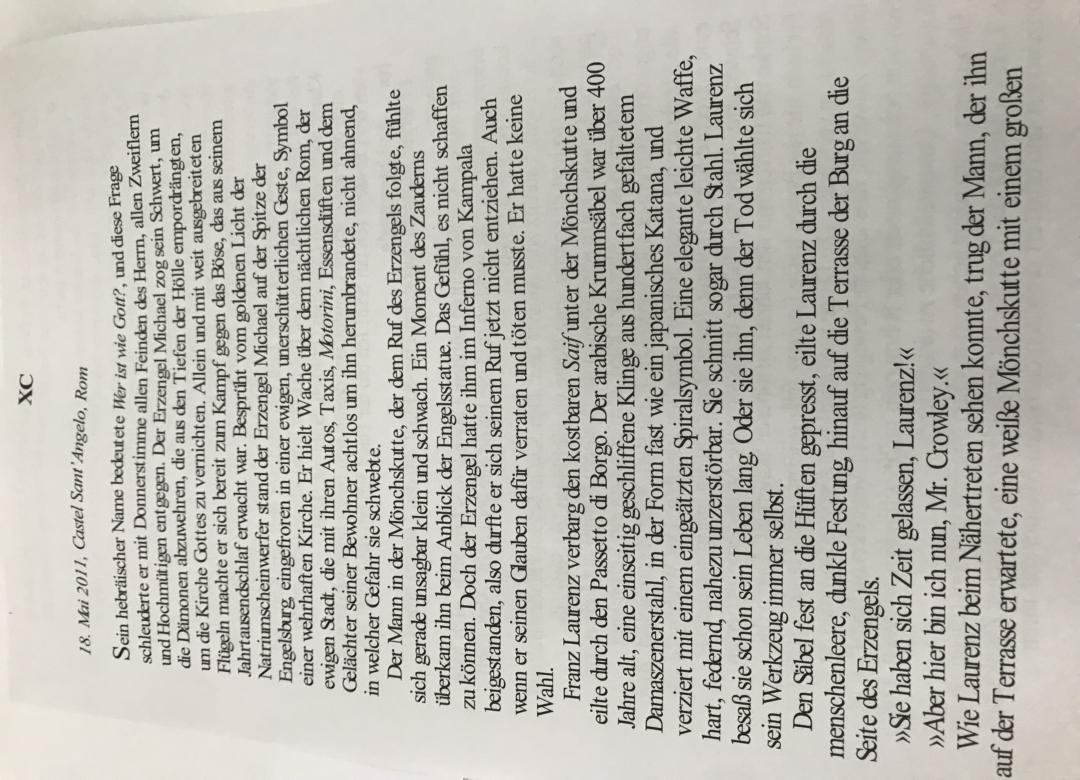 XC
18. Mai 2011, Castel Sant'Angelo, Rom
Sein hebräischer Name bedeutete Wer ist wie Gott?, und diese Frage
schleuderte er mit Donnerstimme allen Feinden des Herrn, allen Zweiflern
und Hochmütigen entgegen. Der Erzengel Michael zog sein Schwert, um
die Dämonen abzuwehren, die aus den Tiefen der Hölle empordrängten,
um die Kirche Gottes zu vernichten. Allein und mit weit ausgebreiteten
Flügeln machte er sich bereit zum Kampf gegen das Böse, das aus seinem
Jahrtausendschlaf erwacht war. Besprüht vom goldenen Licht der
Natriumscheinwerfer stand der Erzengel Michael auf der Spitze der
Engelsburg, eingefroren in einer ewigen, unerschütterlichen Geste, Symbol
einer wehrhaften Kirche. Er hielt Wache über dem nächtlichen Rom, der
ewigen Stadt, die mit ihren Autos, Taxis, Motorini, Essensdüften und dem
Gelächter seiner Bewohner achtlos um ihn herumbrandete, nicht ahnend,
in welcher Gefahr sie schwebte.
Der Mann in der Mönchskutte, der dem Ruf des Erzengels folgte, fühlte
sich gerade unsagbar klein und schwach. Ein Moment des Zauderns
überkam ihn beim Anblick der Engelsstatue. Das Gefühl, es nicht schaffen
zu können. Doch der Erzengel hatte ihm im Inferno von Kampala
beigestanden, also durfte er sich seinem Ruf jetzt nicht entziehen. Auch
wenn er seinen Glauben dafür verraten und töten musste. Er hatte keine
Wahl.
Franz Laurenz verbarg den kostbaren Saif unter der Mönchskutte und
eilte durch den Passetto di Borgo. Der arabische Krummsäbel war über 400
Jahre alt, eine einseitig geschliffene Klinge aus hundertfach gefaltetem
Damaszenerstahl, in der Form fast wie ein japanisches Katana, und
verziert mit einem eingeätzten Spiralsymbol. Eine elegante leichte Waffe,
hart, federnd, nahezu unzerstörbar. Sie schnitt sogar durch Stahl. Laurenz
besaß sie schon sein Leben lang. Oder sie ihn, denn der Tod wählte sich
sein Werkzeug immer selbst.
Den Säbel fest an die Hüften gepresst, eilte Laurenz durch die
menschenleere, dunkle Festung, hinauf auf die Terrasse der Burg an die
Seite des Erzengels.
»Sie haben sich Zeit gelassen, Laurenz!«
»Aber hier bin ich nun, Mr. Crowley.«
Wie Laurenz beim Nähertreten sehen konnte, trug der Mann, der ihn
auf der Terrasse erwartete, eine weiße Mönchskutte mit einem großen